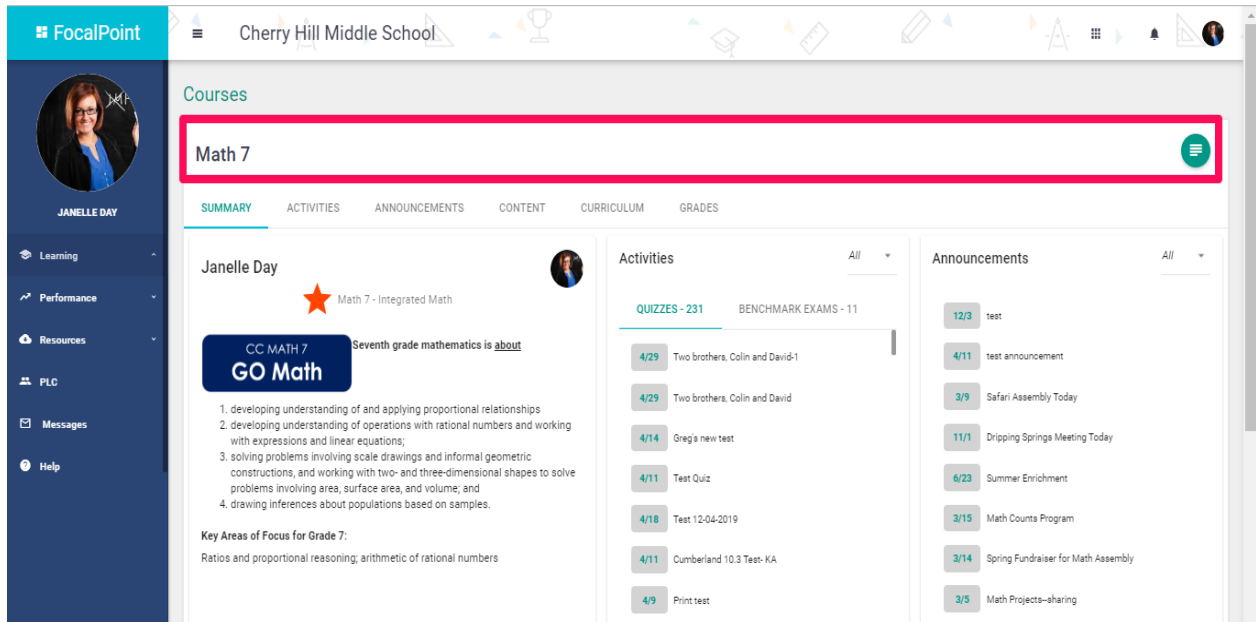 FocalPoint
Cherry Hill Middle School
JANELLE DAY
Learning
Performance
Resources
PLC
Messages
Help
Courses
Math 7
SUMMARY ACTIVITIES ANNOUNCEMENTS CONTENT CURRICULUM GRADES
Janelle Day
Math 7 - Integrated Math
CC MATH 7
GO Math
Seventh grade mathematics is about
1. developing understanding of and applying proportional relationships
2. developing understanding of operations with rational numbers and working
with expressions and linear equations;
3. solving problems involving scale drawings and informal geometric
constructions, and working with two- and three-dimensional shapes to solve
problems involving area, surface area, and volume; and
4. drawing inferences about populations based on samples.
Key Areas of Focus for Grade 7:
Ratios and proportional reasoning; arithmetic of rational numbers
Activities All
QUIZZES - 231 BENCHMARK EXAMS - 11
4/29 Two brothers, Colin and David-1
4/29 Two brothers, Colin and David
4/14 Greg's new test
4/11 Test Quiz
4/18 Test 12-04-2019
4/11 Cumberland 10.3 Test- KA
4/9 Print test
Announcements All
12/3 test
4/11 test announcement
3/9 Safari Assembly Today
11/1 Dripping Springs Meeting Today
6/23 Summer Enrichment
3/15 Math Counts Program
3/14 Spring Fundraiser for Math Assembly
3/5 Math Projects--sharing